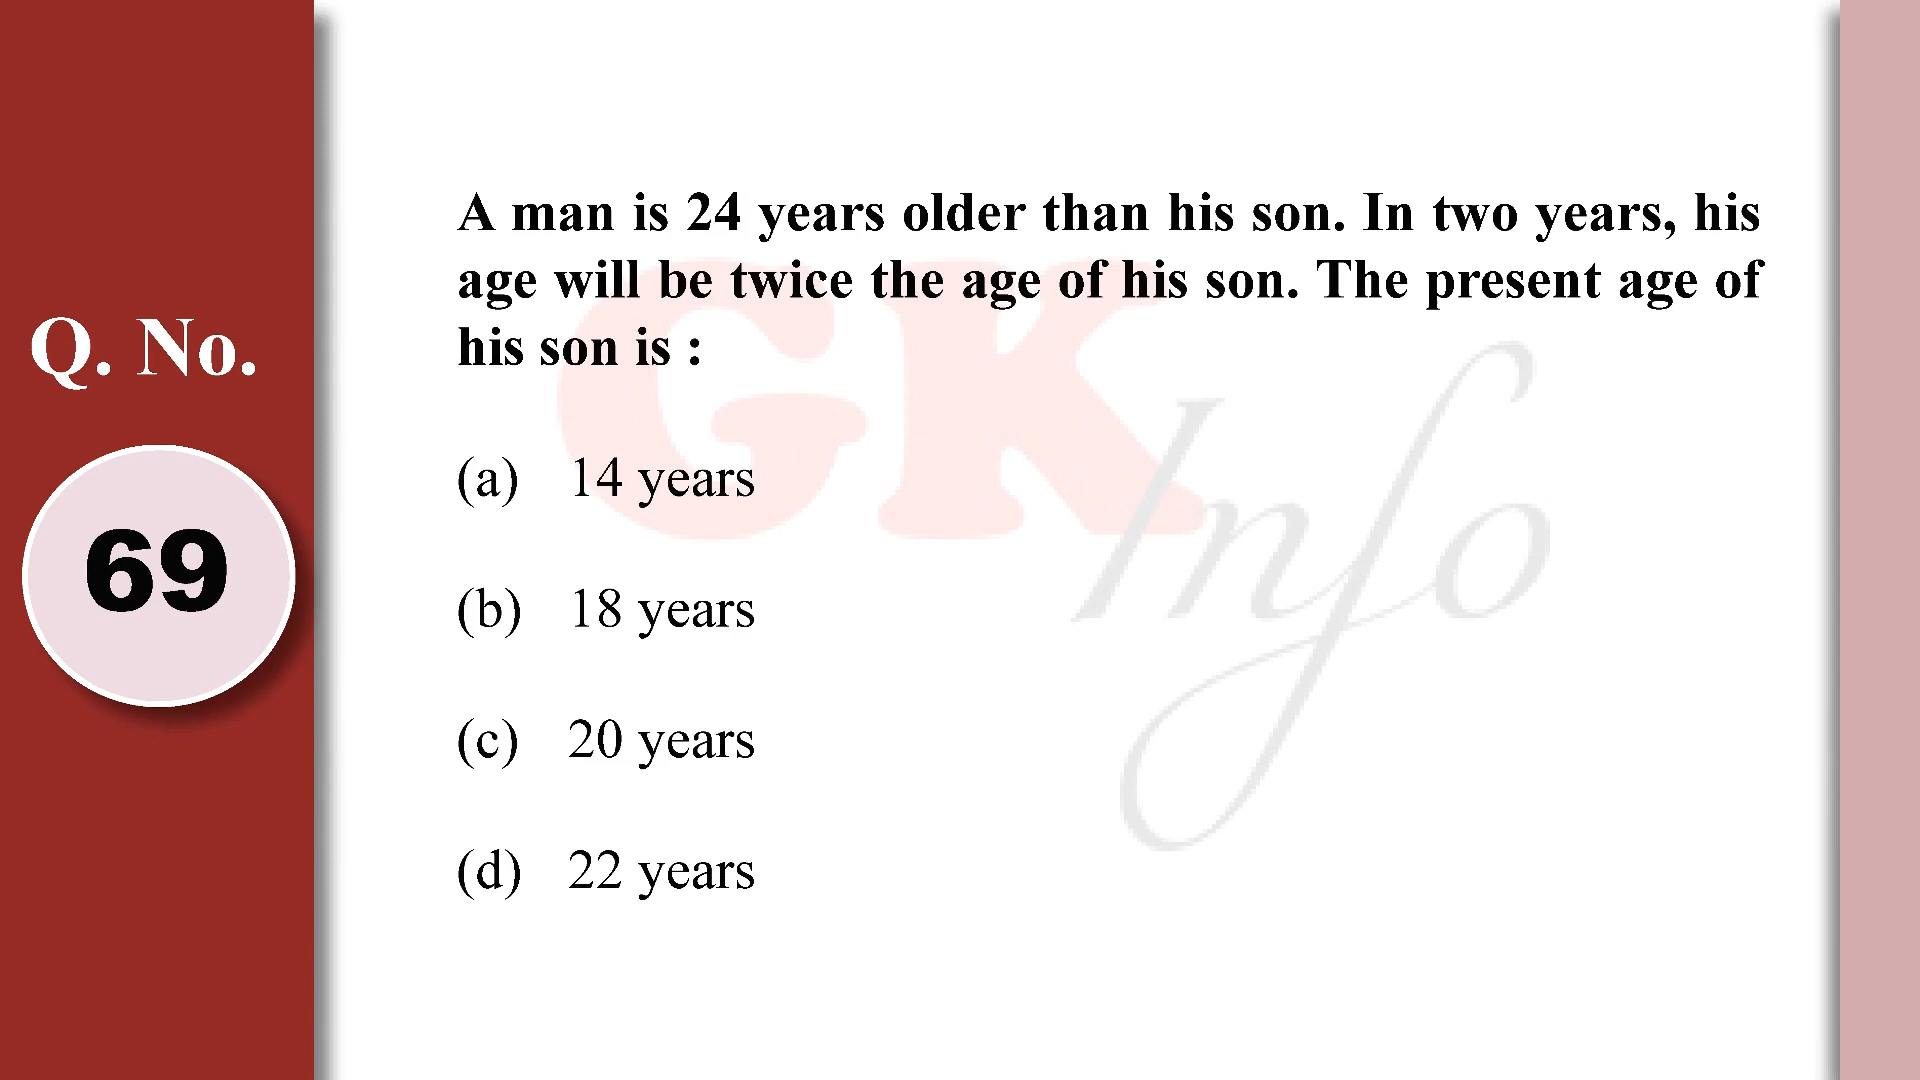 Q. No.
69
A man is 24 years older than his son. In two years, his
age will be twice the age of his son. The present age of
his son is :
(a) 14 years
(b) 18 years
(c) 20 years
(d) 22 years
GK
Info